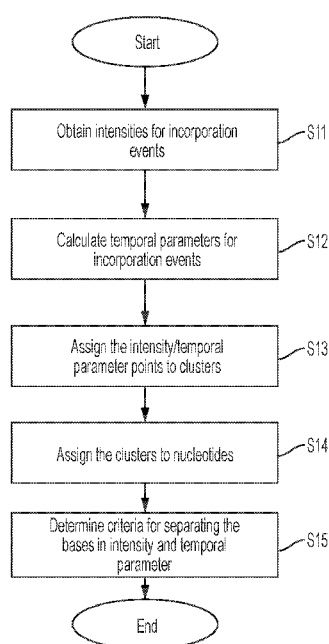 Start
Obtain intensities for incorporation
events
S11
Calculate temporal parameters for
incorporation events
S12
Assign the intensity/temporal
parameter points to clusters
S13
Assign the clusters to nucleotides
S14
Determine criteria for separating the
bases in intensity and temporal
parameter
S15
End